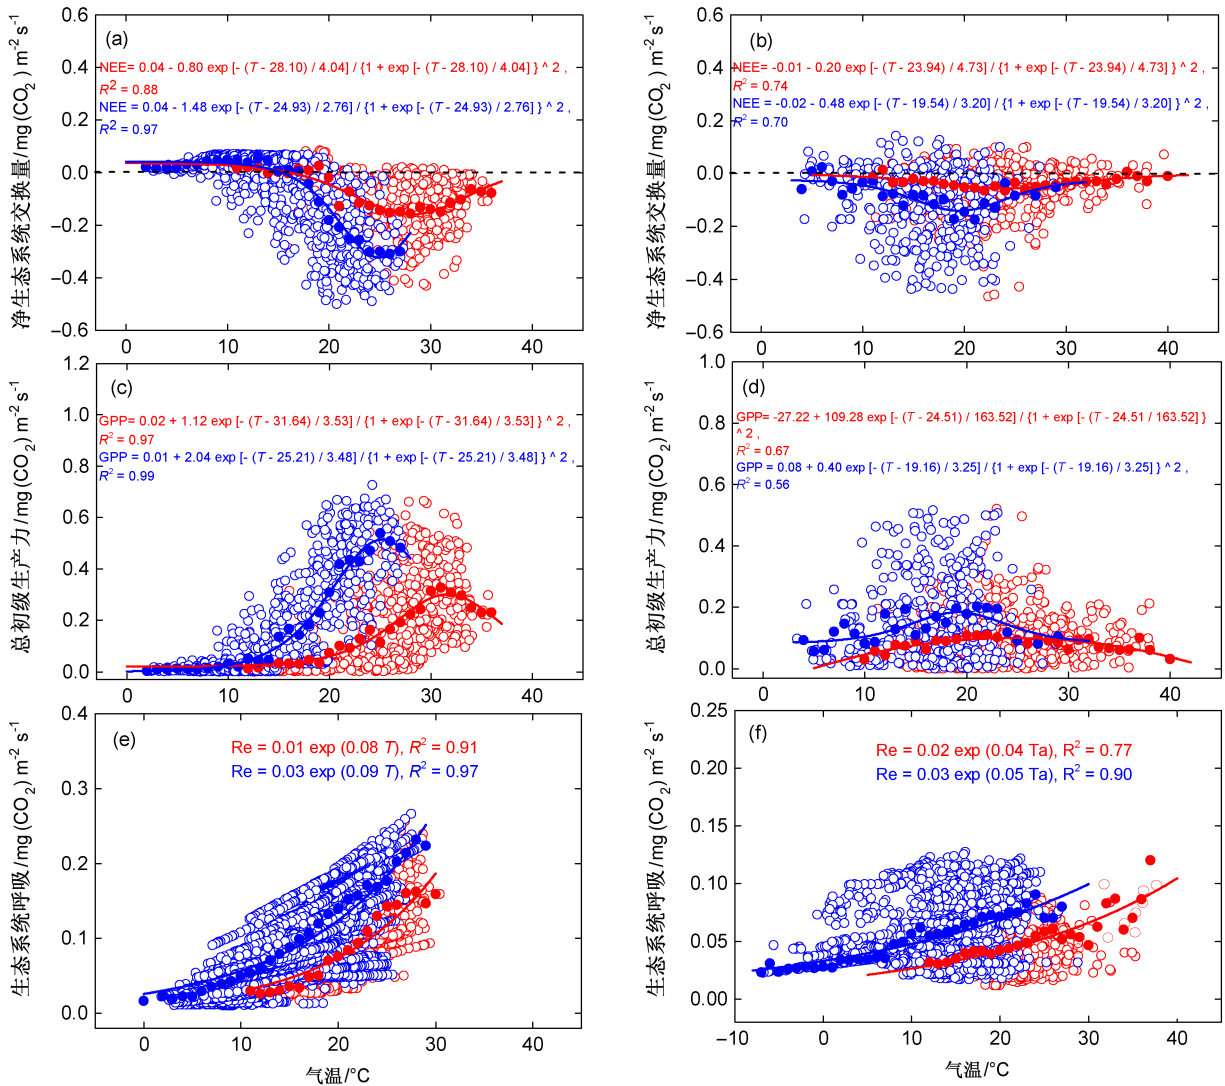 (a)
NEE= 0.04 - 0.80 exp [- (T - 28.10) / 4.04] / {1 + exp [- (T - 28.10) / 4.04] } ^ 2 ,
R2 = 0.88
NEE = 0.04 - 1.48 exp [- (T - 24.93) / 2.76] / {1 + exp [- (T - 24.93) / 2.76] } ^ 2 ,
R2 = 0.97
净生态系统交换量/mg(CO2) m-2 s-1
0.6
0.4
0.2
0.0
−0.2
−0.4
−0.6
0 10 20 30 40
(b)
NEE= -0.01 - 0.20 exp [- (T - 23.94) / 4.73] / {1 + exp [- (T - 23.94) / 4.73] } ^ 2 ,
R2 = 0.74
NEE = -0.02 - 0.48 exp [- (T - 19.54) / 3.20] / {1 + exp [- (T - 19.54) / 3.20] } ^ 2 ,
R2 = 0.70
净生态系统交换量/mg(CO2) m-2 s-1
0.6
0.4
0.2
0.0
−0.2
−0.4
−0.6
0 10 20 30 40
(c)
GPP= 0.02 + 1.12 exp [- (T - 31.64) / 3.53] / {1 + exp [- (T - 31.64) / 3.53] } ^ 2 ,
R2 = 0.97
GPP = 0.01 + 2.04 exp [- (T - 25.21) / 3.48] / {1 + exp [- (T - 25.21) / 3.48] } ^ 2 ,
R2 = 0.99
总初级生产力/mg(CO2) m-2 s-1
1.2
1.0
0.8
0.6
0.4
0.2
0.0
0 10 20 30 40
(d)
GPP= -27.22 + 109.28 exp [- (T - 24.51) / 163.52] / {1 + exp [- (T - 24.51 / 163.52] }
^ 2 ,
R2 = 0.67
GPP = 0.08 + 0.40 exp [- (T - 19.16) / 3.25] / {1 + exp [- (T - 19.16) / 3.25] } ^ 2 ,
R2 = 0.56
总初级生产力/mg(CO2) m-2 s-1
1.0
0.8
0.6
0.4
0.2
0.0
0 10 20 30 40
(e)
Re = 0.01 exp (0.08 T), R2 = 0.91
Re = 0.03 exp (0.09 T), R2 = 0.97
生态系统呼吸/mg(CO2) m-2 s-1
0.4
0.3
0.2
0.1
0.0
0 10 20 30 40
气温/°C
(f)
Re = 0.02 exp (0.04 Ta), R2 = 0.77
Re = 0.03 exp (0.05 Ta), R2 = 0.90
生态系统呼吸/mg(CO2) m-2 s-1
0.25
0.20
0.15
0.10
0.05
0.00
−10 0 10 20 30 40
气温/°C